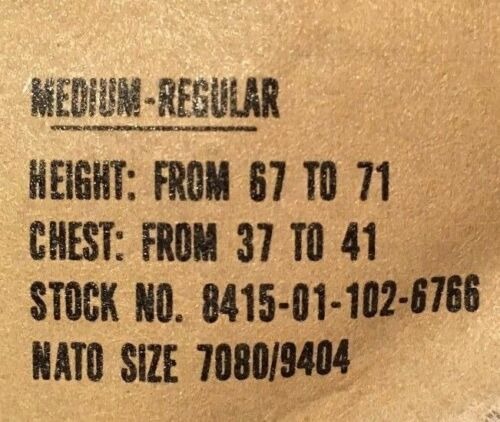 MEDIUM-REGULAR
HEIGHT: FROM 67 TO 71
CHEST: FROM 37 TO 41
STOCK NO. 8415-01-102-6766
NATO SIZE 7080/9404